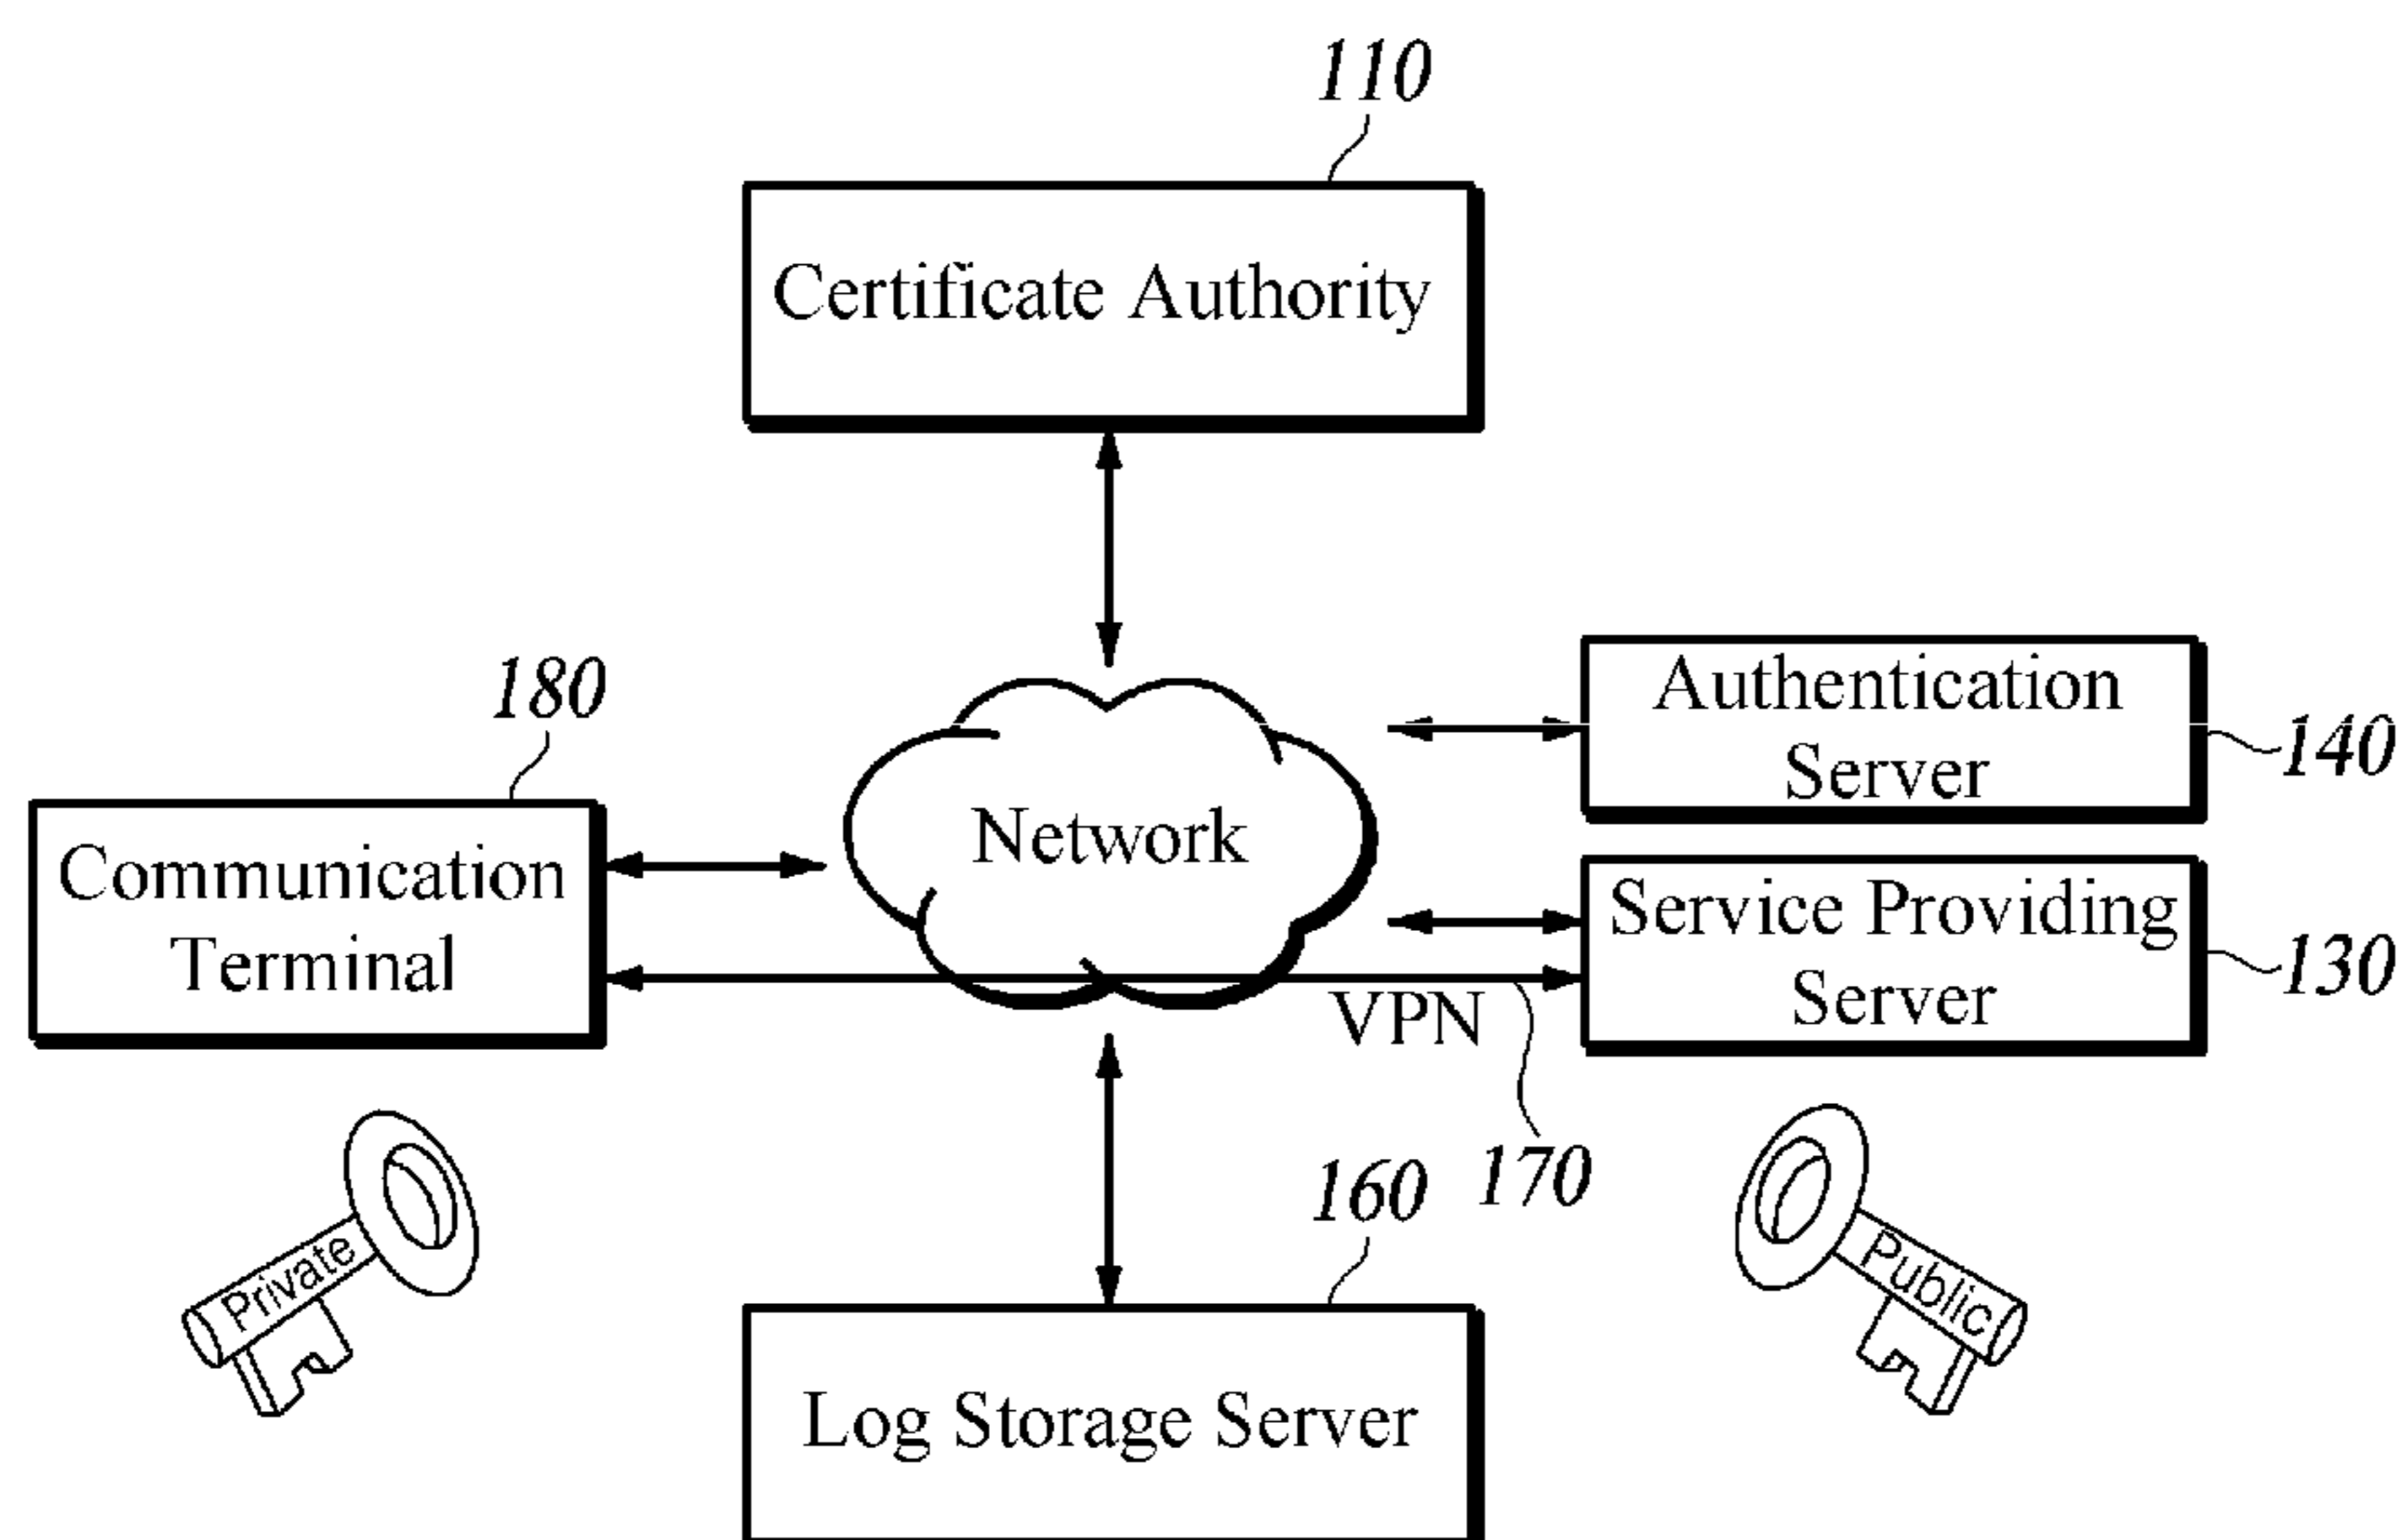 110
Certificate Authority
180
Authentication
Server
140
Communication
Terminal
Network
Service Providing
Server
130
VPN
170
160
Private
Public
Log Storage Server